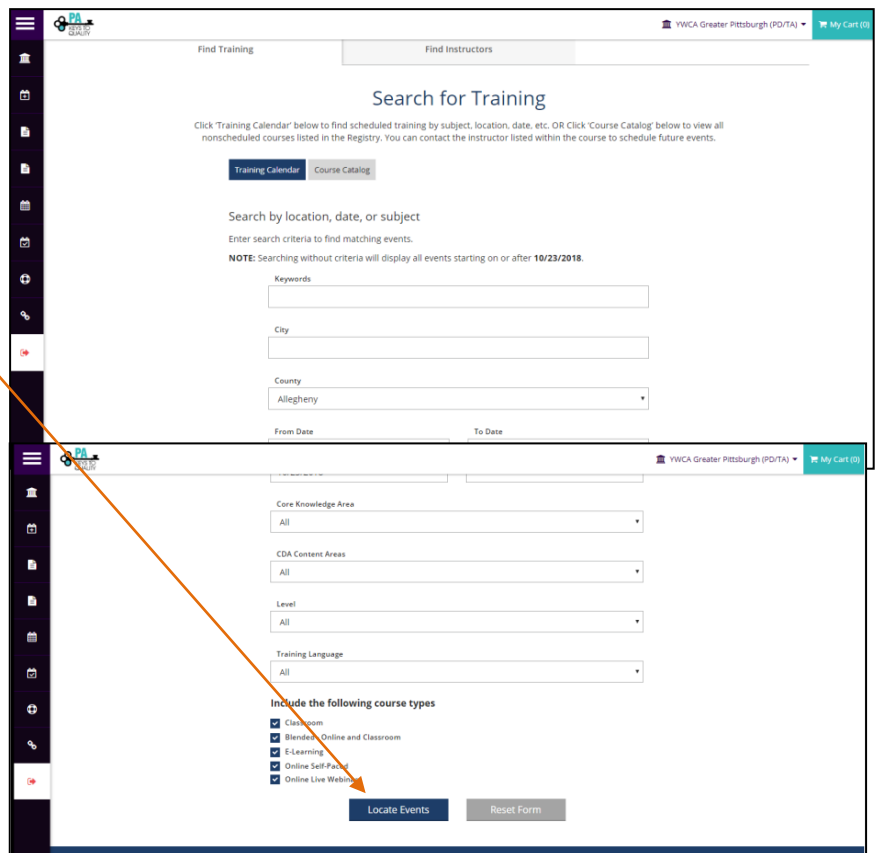 PA
KEYS TO
QUALITY
YWCA Greater Pittsburgh (PD/TA)
My Cart (0)
Find Training
Find Instructors
Search for Training
Click 'Training Calendar' below to find scheduled training by subject, location, date, etc. OR Click 'Course Catalog' below to view all
nonscheduled courses listed in the Registry. You can contact the instructor listed within the course to schedule future events.
Training Calendar
Course Catalog
Search by location, date, or subject
Enter search criteria to find matching events.
NOTE: Searching without criteria will display all events starting on or after 10/23/2018.
Keywords
City
County
Allegheny
From Date
To Date
PA
KEYS TO
QUALITY
YWCA Greater Pittsburgh (PD/TA)
My Cart (0)
Core Knowledge Area
All
CDA Content Areas
All
Level
All
Training Language
All
Include the following course types
Classroom
Blended - Online and Classroom
E-Learning
Online Self-Paced
Online Live Webinar
Locate Events
Reset Form